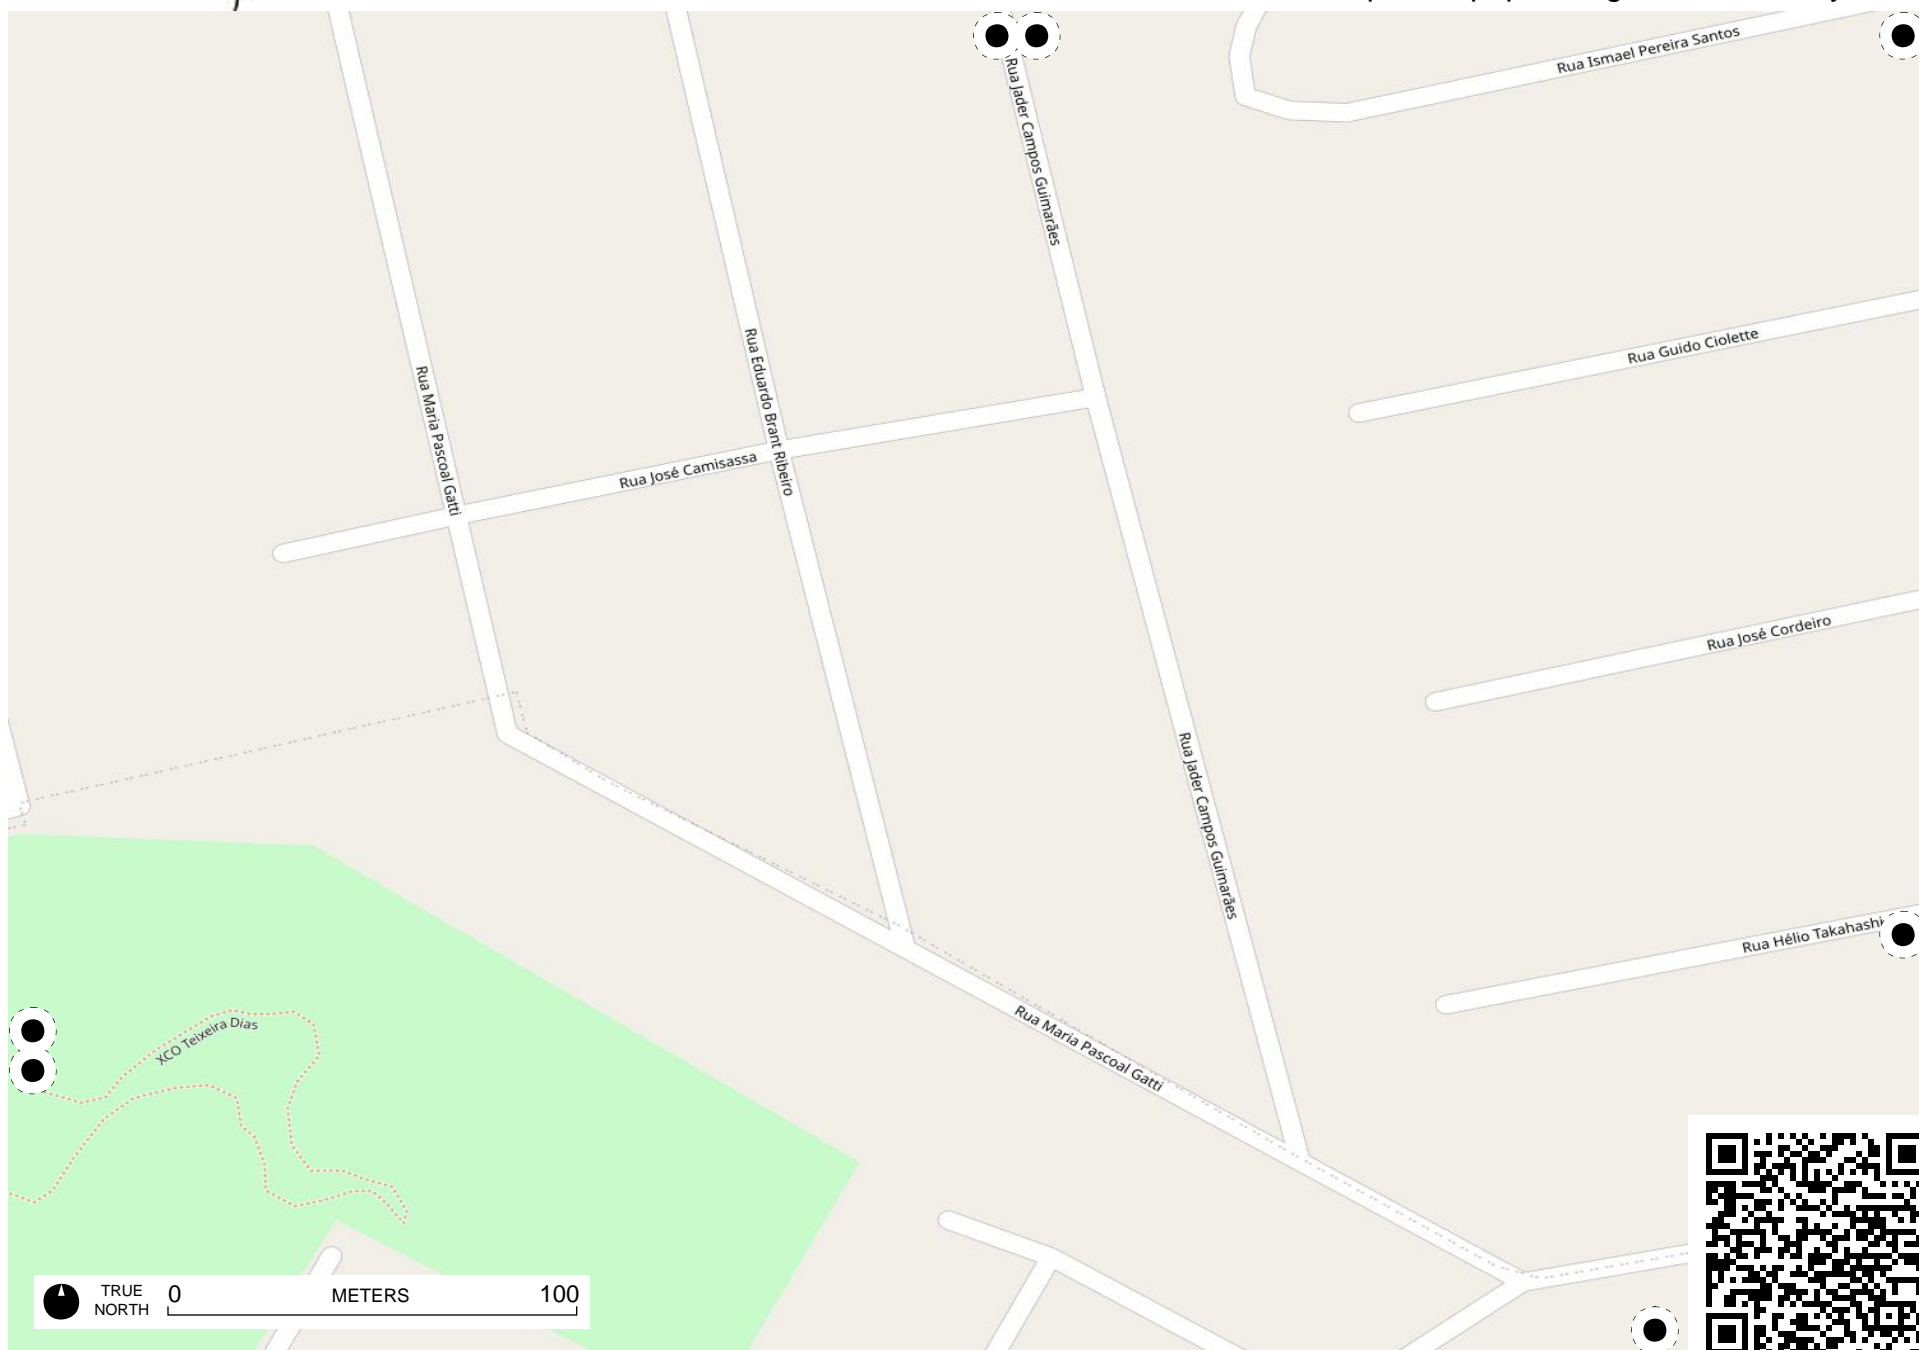 Rua Ismael Pereira Santos
Rua Jader Campos Guimarães
Rua Guido Ciolette
Rua Maria Pascoal Gatti
Rua Eduardo Brant Ribeiro
Rua José Camisassa
Rua José Cordeiro
Rua Jader Campos Guimarães
Rua Hélio Takahashi
XCO Teixeira Dias
Rua Maria Pascoal Gatti
TRUE NORTH
0 METERS 100